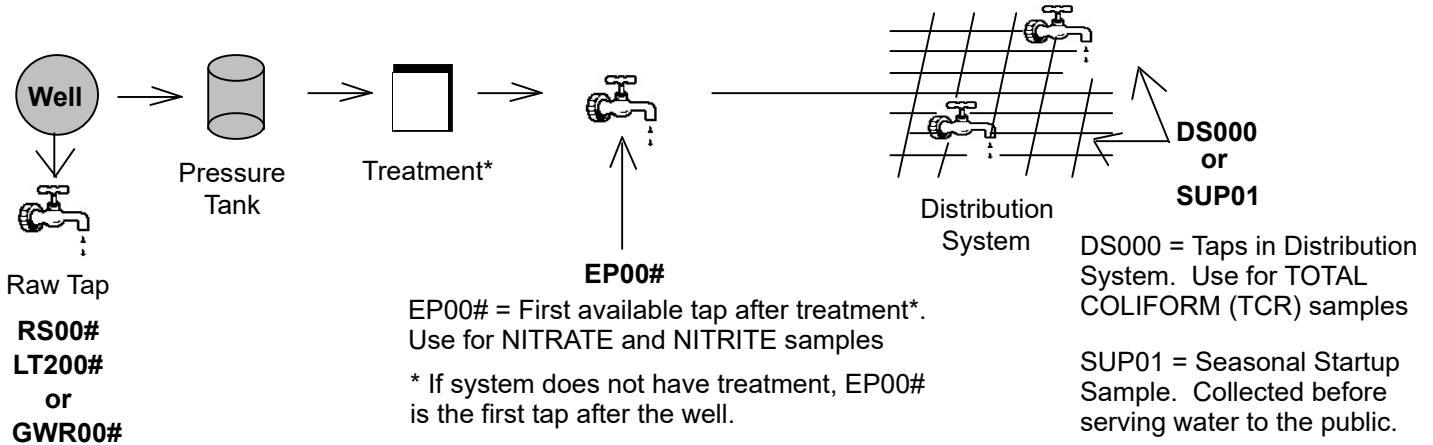 Well
Pressure
Tank
Treatment*
Raw Tap
RS00#
LT200#
or
GWR00#
EP00#
EP00# = First available tap after treatment*.
Use for NITRATE and NITRITE samples
* If system does not have treatment, EP00#
is the first tap after the well.
Distribution
System
DS000
or
SUP01
DS000 = Taps in Distribution
System. Use for TOTAL
COLIFORM (TCR) samples
SUP01 = Seasonal Startup
Sample. Collected before
serving water to the public.